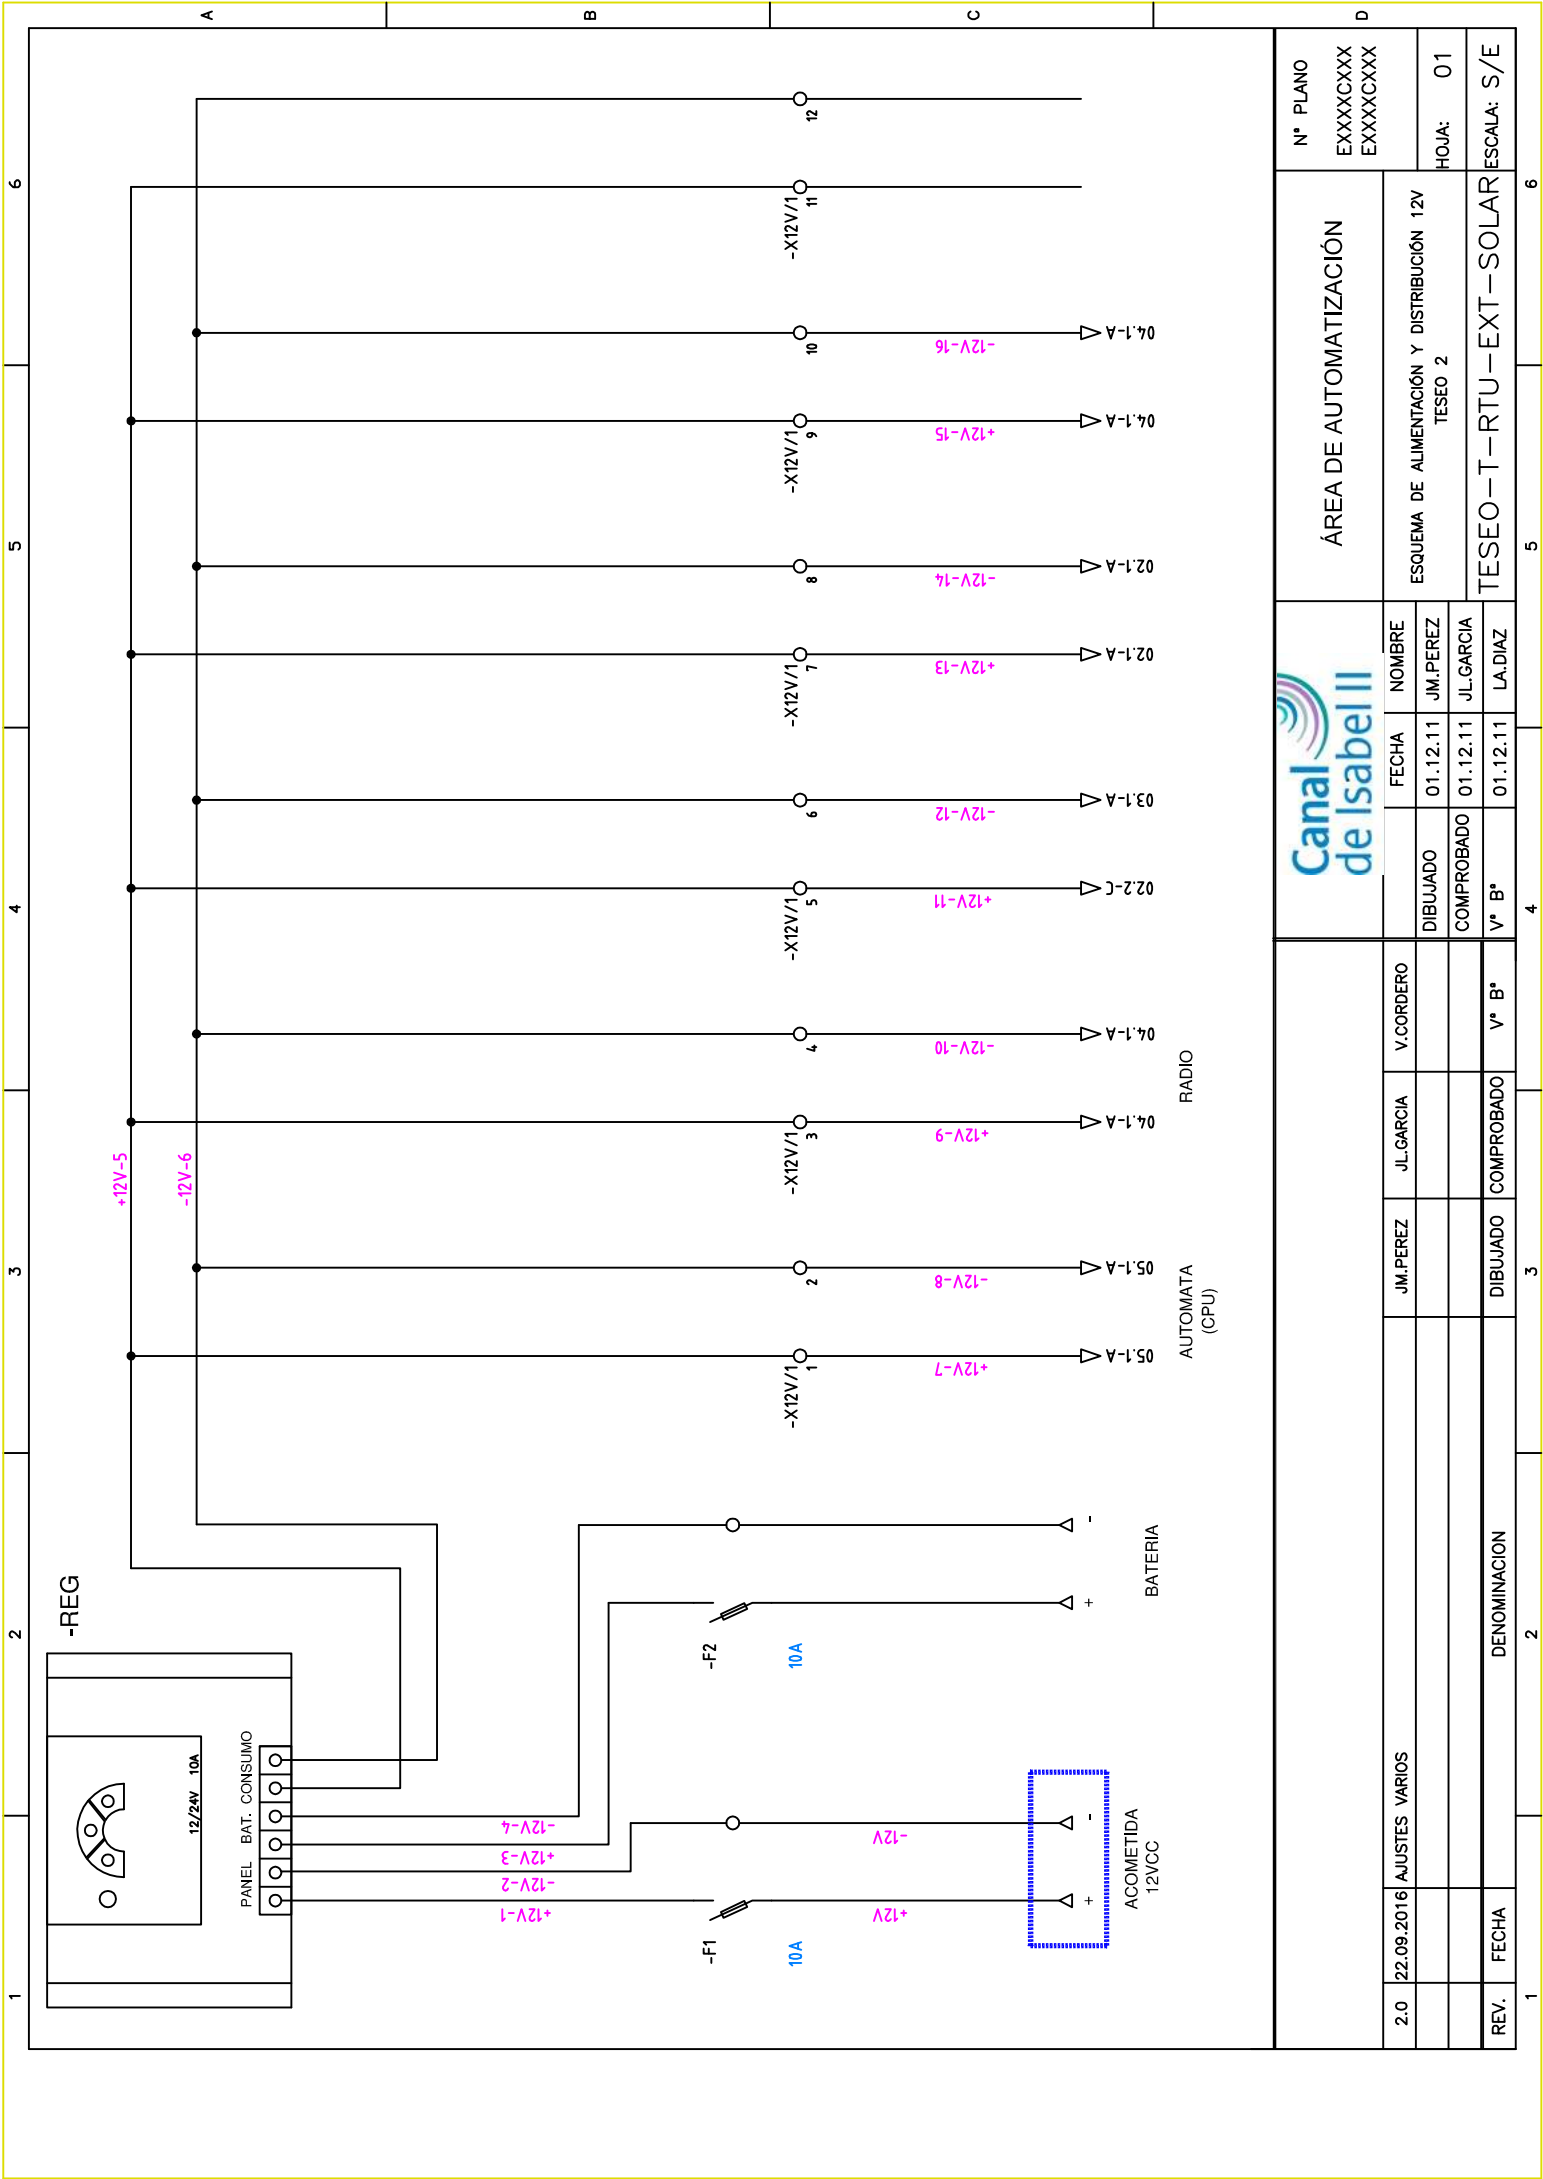 1 2 3 4 5 6
A
B
C
D
-REG
12/24V 10A
PANEL BAT. CONSUMO
+12V-5
-12V-6
+12V-1
-12V-2
+12V-3
-12V-4
-F1
10A
-F2
10A
+12V
-12V
+ -
ACOMETIDA
12VCC
+ -
BATERIA
-X12V/1
1
2
-X12V/1
3
4
-X12V/1
5
6
-X12V/1
7
8
-X12V/1
9
10
-X12V/1
11
12
+12V-7
-12V-8
+12V-9
-12V-10
+12V-11
-12V-12
+12V-13
-12V-14
+12V-15
-12V-16
05.1-A
05.1-A
04.1-A
04.1-A
02.2-C
03.1-A
02.1-A
02.1-A
04.1-A
04.1-A
AUTOMATA
(CPU)
RADIO
2.0 22.09.2016 AJUSTES VARIOS JM.PEREZ JL.GARCIA V.CORDERO
REV. FECHA DENOMINACION DIBUJADO COMPROBADO Vº Bº
Canal
de Isabel II
FECHA NOMBRE
DIBUJADO 01.12.11 JM.PEREZ
COMPROBADO 01.12.11 JL.GARCIA
Vº Bº 01.12.11 LA.DIAZ
ÁREA DE AUTOMATIZACIÓN
ESQUEMA DE ALIMENTACIÓN Y DISTRIBUCIÓN 12V
TESEO 2
TESEO-T-RTU-EXT-SOLAR
Nº PLANO
EXXXXCXXX
EXXXXCXXX
HOJA: 01
ESCALA: S/E
1 2 3 4 5 6